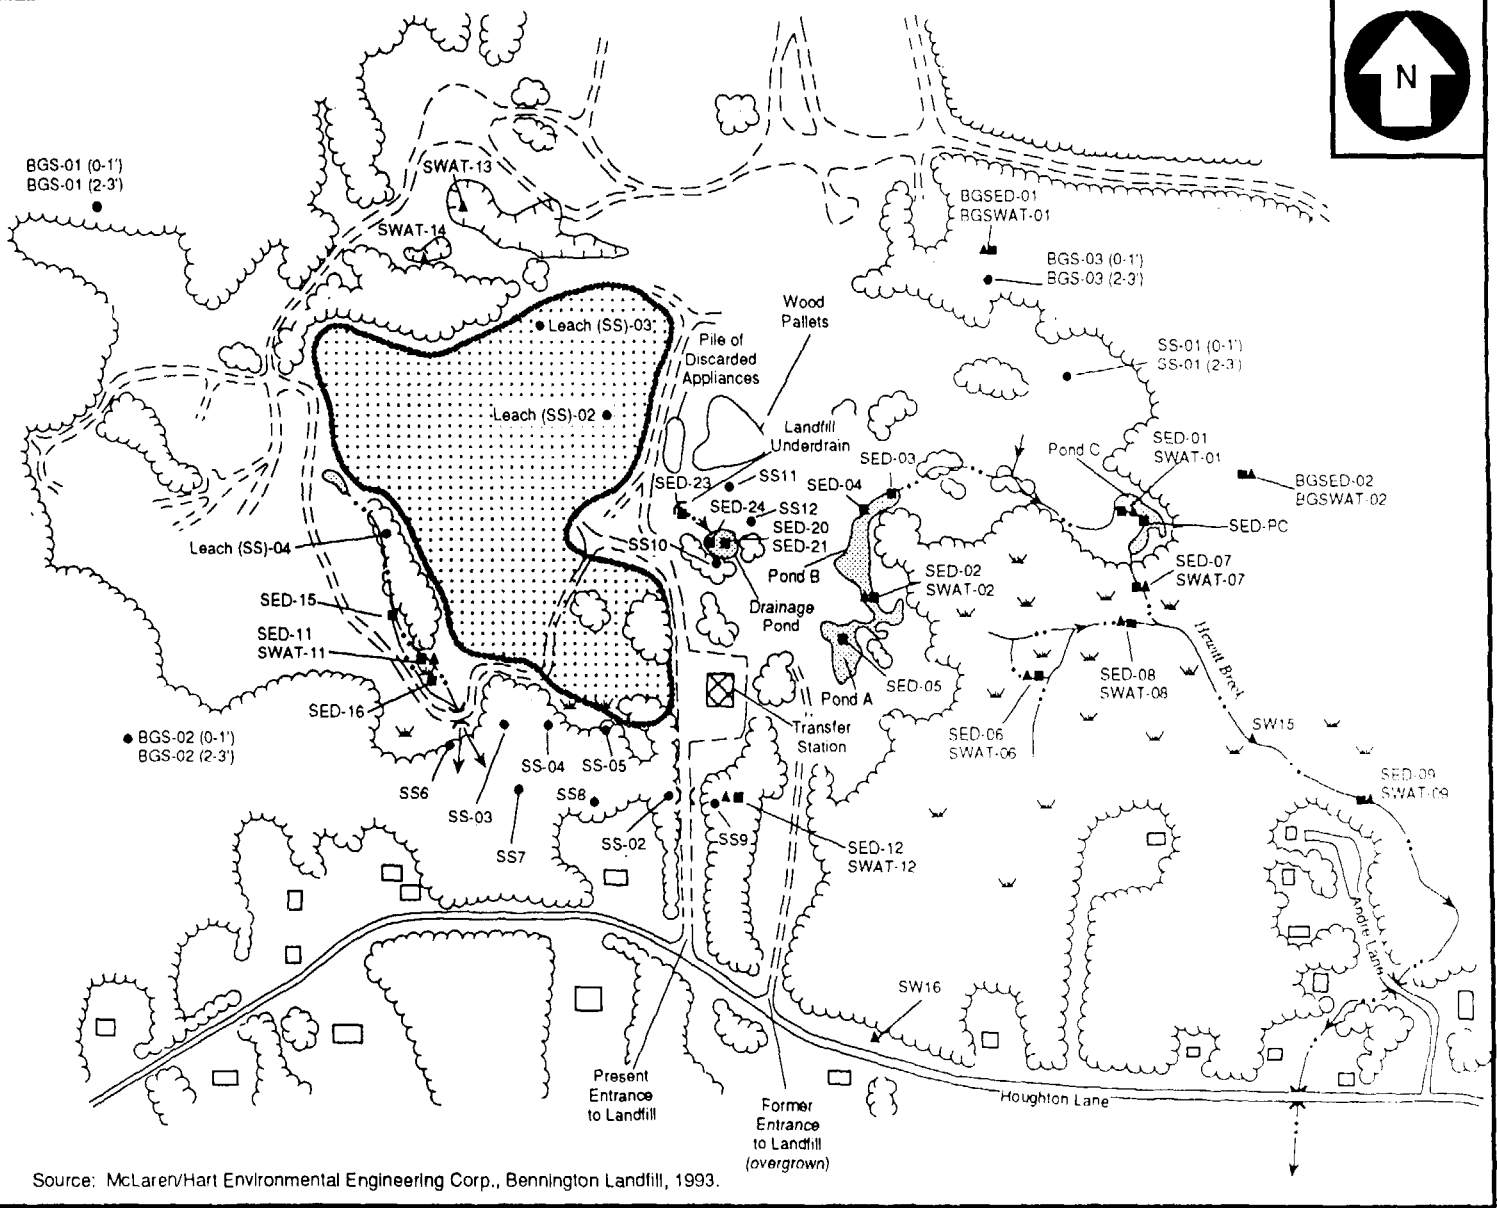 N
BGS-01 (0-1')
BGS-01 (2-3')
SWAT-13
SWAT-14
BGSED-01
BGSWAT-01
BGS-03 (0-1')
BGS-03 (2-3')
Wood
Pallets
Leach (SS)-03
Pile of
Discarded
Appliances
SS-01 (0-1')
SS-01 (2-3')
Leach (SS)-02
Landfill
Underdrain
SED-03
Pond C
SED-01
SWAT-01
SS11
SED-23
SED-04
BGSED-02
BGSWAT-02
SED-24
SS12
SED-20
SED-21
SED-PC
Leach (SS)-04
SS10
Pond B
SED-02
SWAT-02
SED-07
SWAT-07
SED-15
Drainage
Pond
SED-11
SWAT-11
Hewitt Brook
SED-08
SWAT-08
SED-05
Pond A
SED-16
Transfer
Station
SED-06
SWAT-06
SW15
BGS-02 (0-1')
BGS-02 (2-3')
SS-04
SS-05
SED-09
SWAT-09
SS6
SS8
SS-03
SS-02
SS9
SED-12
SWAT-12
SS7
Andre Lane
SW16
Present
Entrance
to Landfill
Former
Entrance
to Landfill
(overgrown)
Houghton Lane
Source: McLaren/Hart Environmental Engineering Corp., Bennington Landfill, 1993.